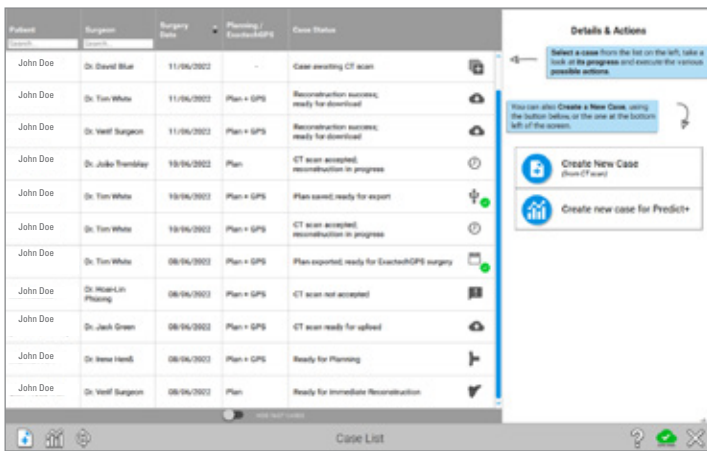 Patient Surgeon Surgery Date Planning / ExactechGPS Case Status
Search... Search...
John Doe Dr. David Blue 11/06/2022 - Case awaiting CT scan
John Doe Dr. Tim White 11/06/2022 Plan + GPS Reconstruction success; ready for download
John Doe Dr. Verif Surgeon 11/06/2022 Plan + GPS Reconstruction success; ready for download
John Doe Dr. João Tremblay 10/06/2022 Plan CT scan accepted; reconstruction in progress
John Doe Dr. Tim White 10/06/2022 Plan + GPS Plan saved; ready for export
John Doe Dr. Tim White 10/06/2022 Plan + GPS CT scan accepted; reconstruction in progress
John Doe Dr. Tim White 08/06/2022 Plan + GPS Plan exported; ready for ExactechGPS surgery
John Doe Dr. Hoan-Lin 08/06/2022 Plan + GPS CT scan not accepted
John Doe Dr. Jack Green 08/06/2022 Plan + GPS CT scan ready for upload
John Doe Dr. Irene 08/06/2022 Plan + GPS Ready for Planning
John Doe Dr. Verif Surgeon 08/06/2022 Plan Ready for Immediate Reconstruction
Case List
Details & Actions
Select a case from the list on the left, take a
look at its progress and execute the various
possible actions.
You can also Create a New Case, using
the button below, or the one at the bottom
left of the screen.
Create New Case
(from CT scan)
Create new case for Predict+